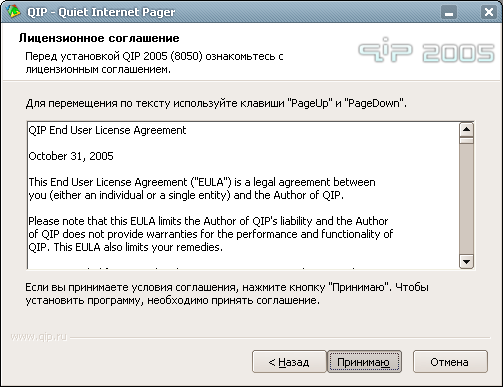 QIP - Quiet Internet Pager
Лицензионное соглашение
Перед установкой QIP 2005 (8050) ознакомьтесь с
лицензионным соглашением.
qip 2005
Для перемещения по тексту используйте клавиши "PageUp" и "PageDown".
QIP End User License Agreement
October 31, 2005
This End User License Agreement ("EULA") is a legal agreement between
you (either an individual or a single entity) and the Author of QIP.
Please note that this EULA limits the Author of QIP's liability and the Author
of QIP does not provide warranties for the performance and functionality of
QIP. This EULA also limits your remedies.
Если вы принимаете условия соглашения, нажмите кнопку "Принимаю". Чтобы
установить программу, необходимо принять соглашение.
www.qip.ru
< Назад
Принимаю
Отмена